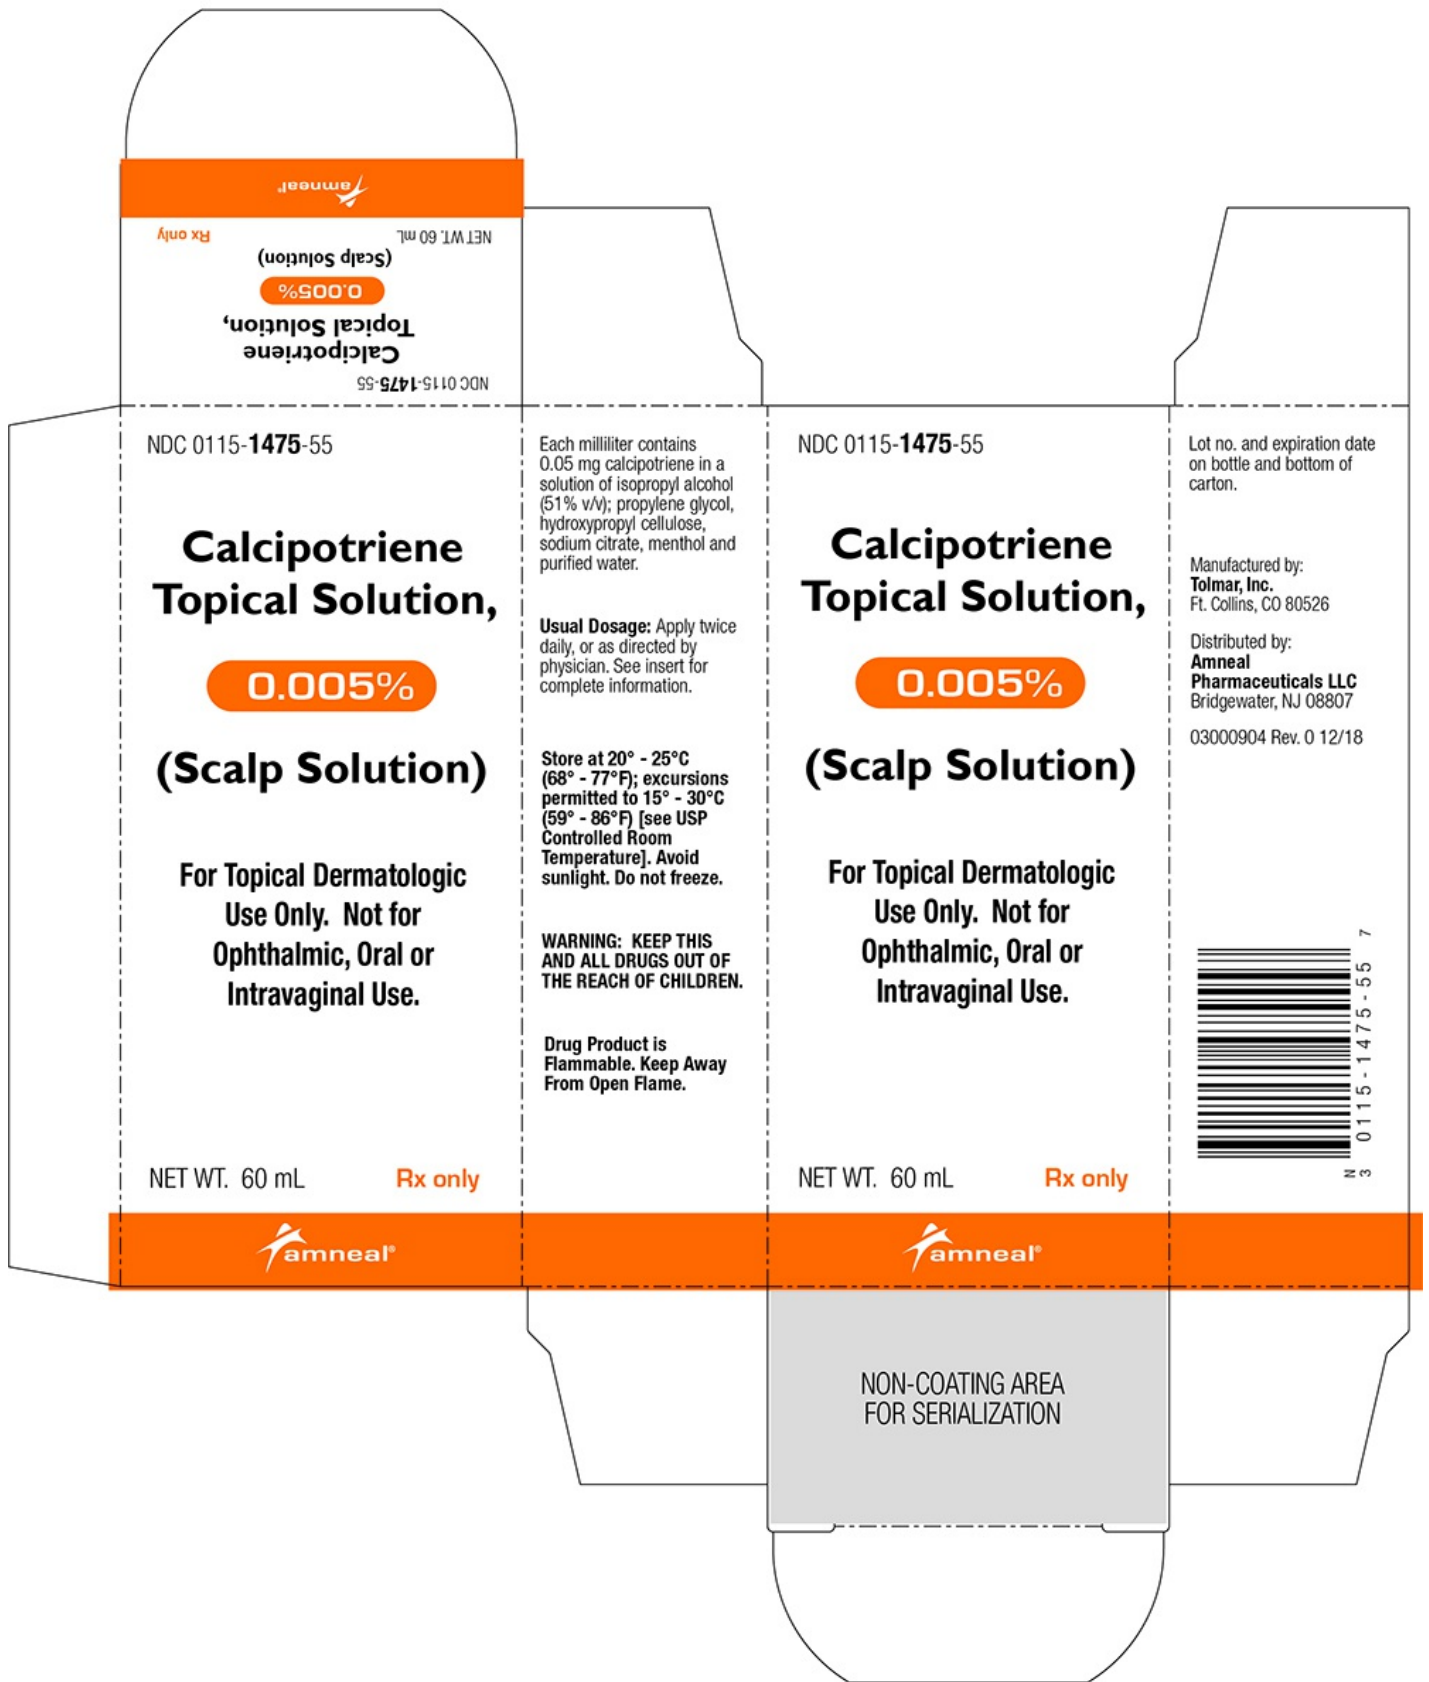 amneal®
NET WT. 60 mL Rx only
(Scalp Solution)
0.005%
Topical Solution,
Calcipotriene
NDC 0115-1475-55
NDC 0115-1475-55
Calcipotriene
Topical Solution,
0.005%
(Scalp Solution)
For Topical Dermatologic
Use Only. Not for
Ophthalmic, Oral or
Intravaginal Use.
NET WT. 60 mL Rx only
amneal®
Each milliliter contains
0.05 mg calcipotriene in a
solution of isopropyl alcohol
(51% v/v); propylene glycol,
hydroxypropyl cellulose,
sodium citrate, menthol and
purified water.
Usual Dosage: Apply twice
daily, or as directed by
physician. See insert for
complete information.
Store at 20° - 25°C
(68° - 77°F); excursions
permitted to 15° - 30°C
(59° - 86°F) [see USP
Controlled Room
Temperature]. Avoid
sunlight. Do not freeze.
WARNING: KEEP THIS
AND ALL DRUGS OUT OF
THE REACH OF CHILDREN.
Drug Product is
Flammable. Keep Away
From Open Flame.
NDC 0115-1475-55
Calcipotriene
Topical Solution,
0.005%
(Scalp Solution)
For Topical Dermatologic
Use Only. Not for
Ophthalmic, Oral or
Intravaginal Use.
NET WT. 60 mL Rx only
amneal®
Lot no. and expiration date
on bottle and bottom of
carton.
Manufactured by:
Tolmar, Inc.
Ft. Collins, CO 80526
Distributed by:
Amneal
Pharmaceuticals LLC
Bridgewater, NJ 08807
03000904 Rev. 0 12/18
N
3 0115-1475-55 7
NON-COATING AREA
FOR SERIALIZATION